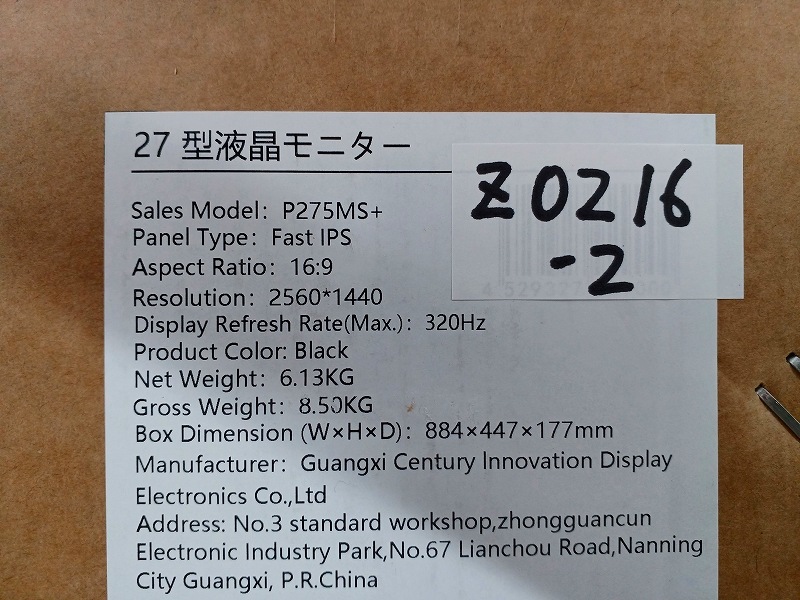 27 型液晶モニター
Z0216
-2
Sales Model: P275MS+
Panel Type: Fast IPS
Aspect Ratio: 16:9
Resolution: 2560*1440
Display Refresh Rate(Max.): 320Hz
Product Color: Black
Net Weight: 6.13KG
Gross Weight: 8.50KG
Box Dimension (W×H×D): 884×447×177mm
Manufacturer: Guangxi Century Innovation Display
Electronics Co.,Ltd
Address: No.3 standard workshop,zhongguancun
Electronic Industry Park,No.67 Lianchou Road,Nanning
City Guangxi, P.R.China